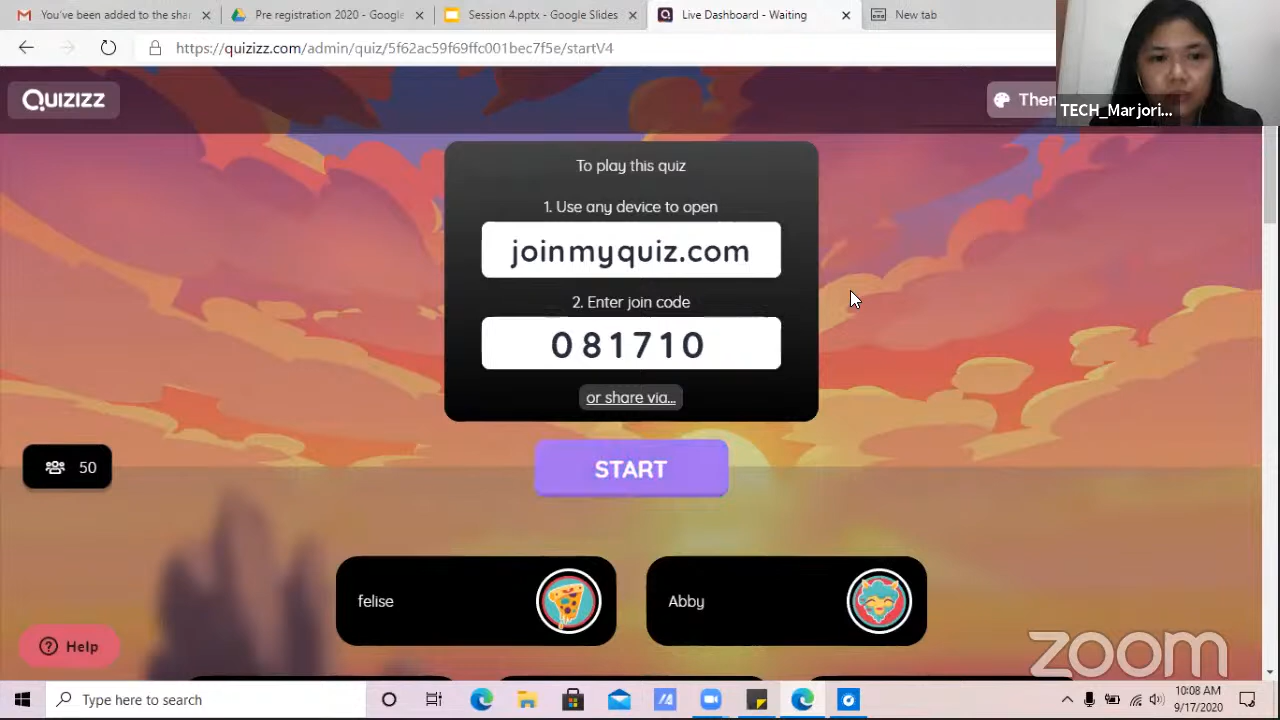 You've been added to the shar
Pre registration 2020 - Google
Session 4.pptx - Google Slides
Live Dashboard - Waiting
New tab
https://quizizz.com/admin/quiz/5f62ac59f69ffc001bec7f5e/startV4
Quizizz
Them
TECH_Marjori...
To play this quiz
1. Use any device to open
joinmyquiz.com
2. Enter join code
081710
or share via...
50
START
felise
Abby
Help
zoom
Type here to search
10:08 AM
9/17/2020